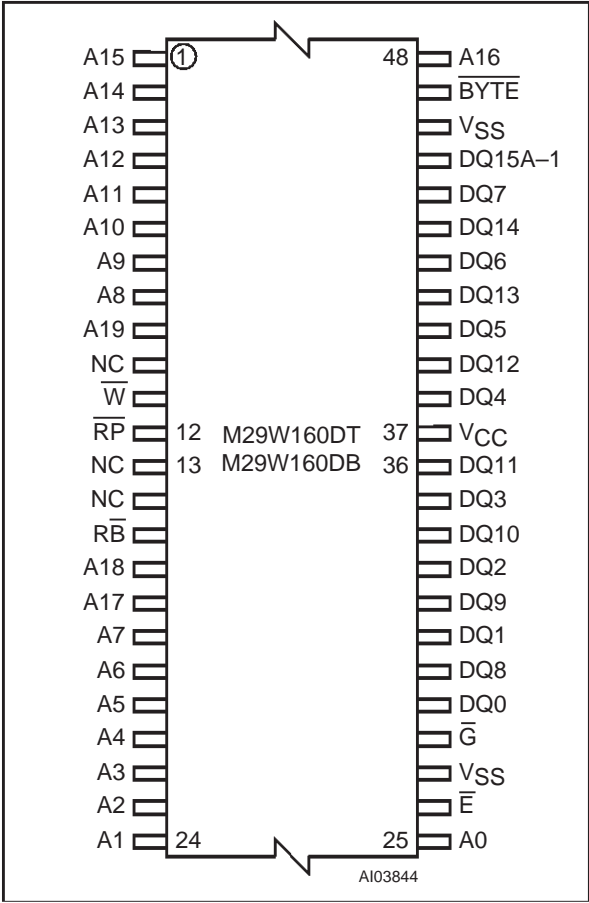 A15 1 48 A16
A14 B̅Y̅T̅E̅
A13 VSS
A12 DQ15A–1
A11 DQ7
A10 DQ14
A9 DQ6
A8 DQ13
A19 DQ5
NC DQ12
W̅ DQ4
R̅P̅ 12 M29W160DT 37 VCC
NC 13 M29W160DB 36 DQ11
NC DQ3
RB̅ DQ10
A18 DQ2
A17 DQ9
A7 DQ1
A6 DQ8
A5 DQ0
A4 G̅
A3 VSS
A2 E̅
A1 24 25 A0
AI03844